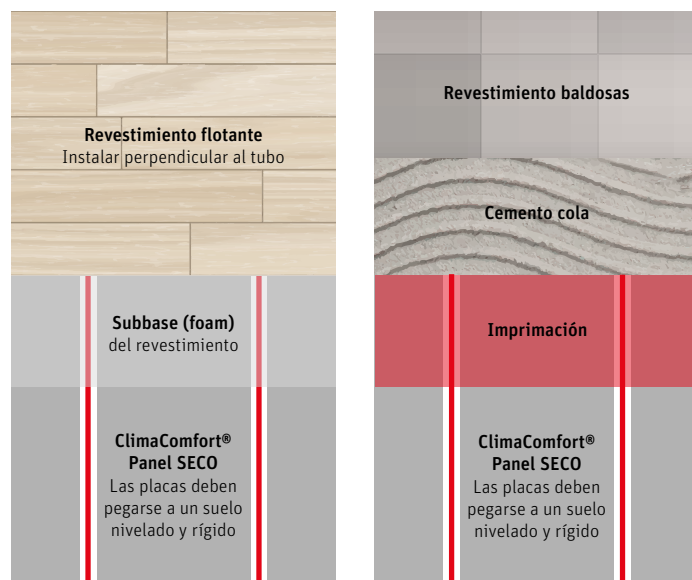 Revestimiento flotante
Instalar perpendicular al tubo
Subbase (foam)
del revestimiento
ClimaComfort®
Panel SECO
Las placas deben
pegarse a un suelo
nivelado y rígido
Revestimiento baldosas
Cemento cola
Imprimación
ClimaComfort®
Panel SECO
Las placas deben
pegarse a un suelo
nivelado y rígido